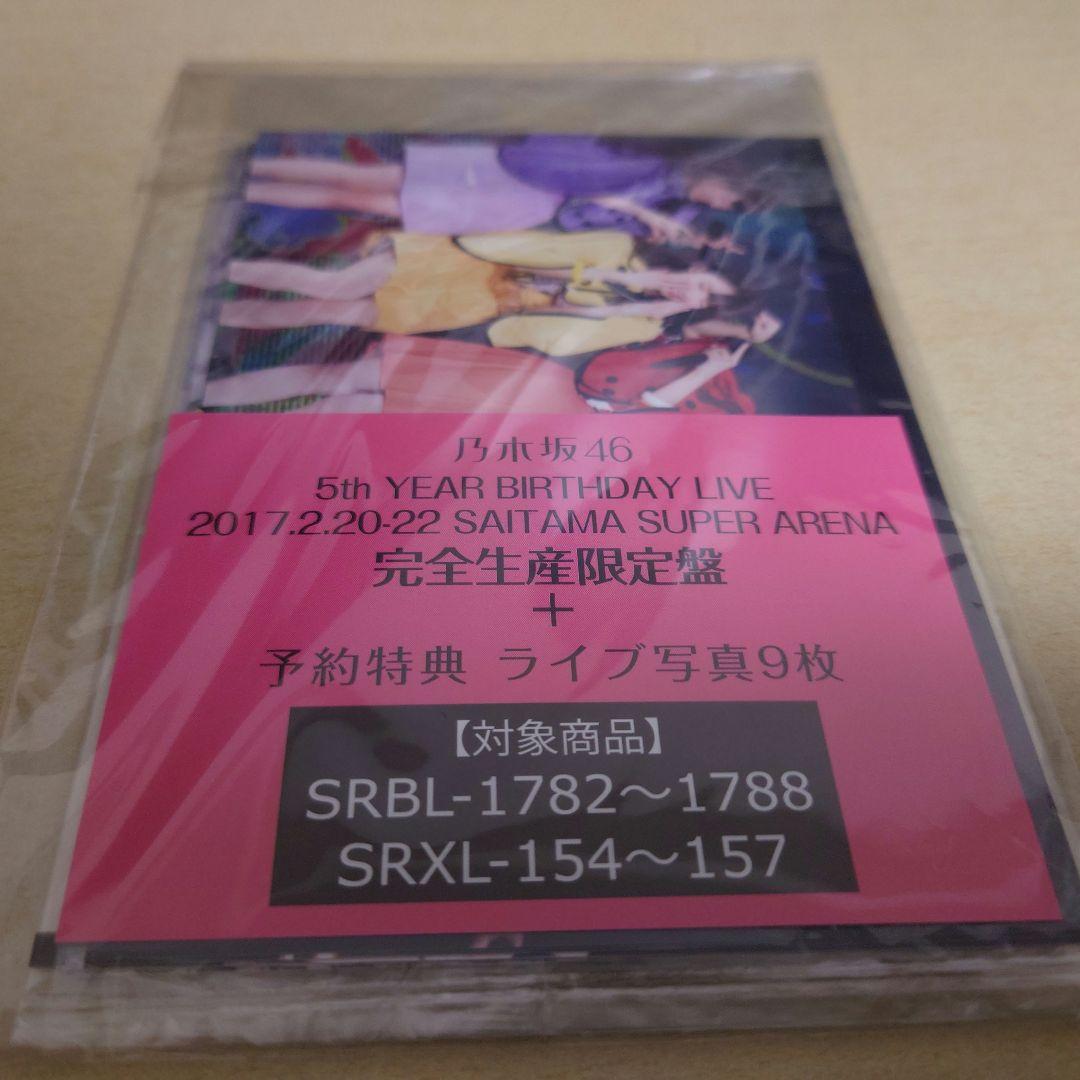 乃木坂46
5th YEAR BIRTHDAY LIVE
2017.2.20-22 SAITAMA SUPER ARENA
完全生産限定盤
+
予約特典 ライブ写真9枚
【対象商品】
SRBL-1782～1788
SRXL-154～157